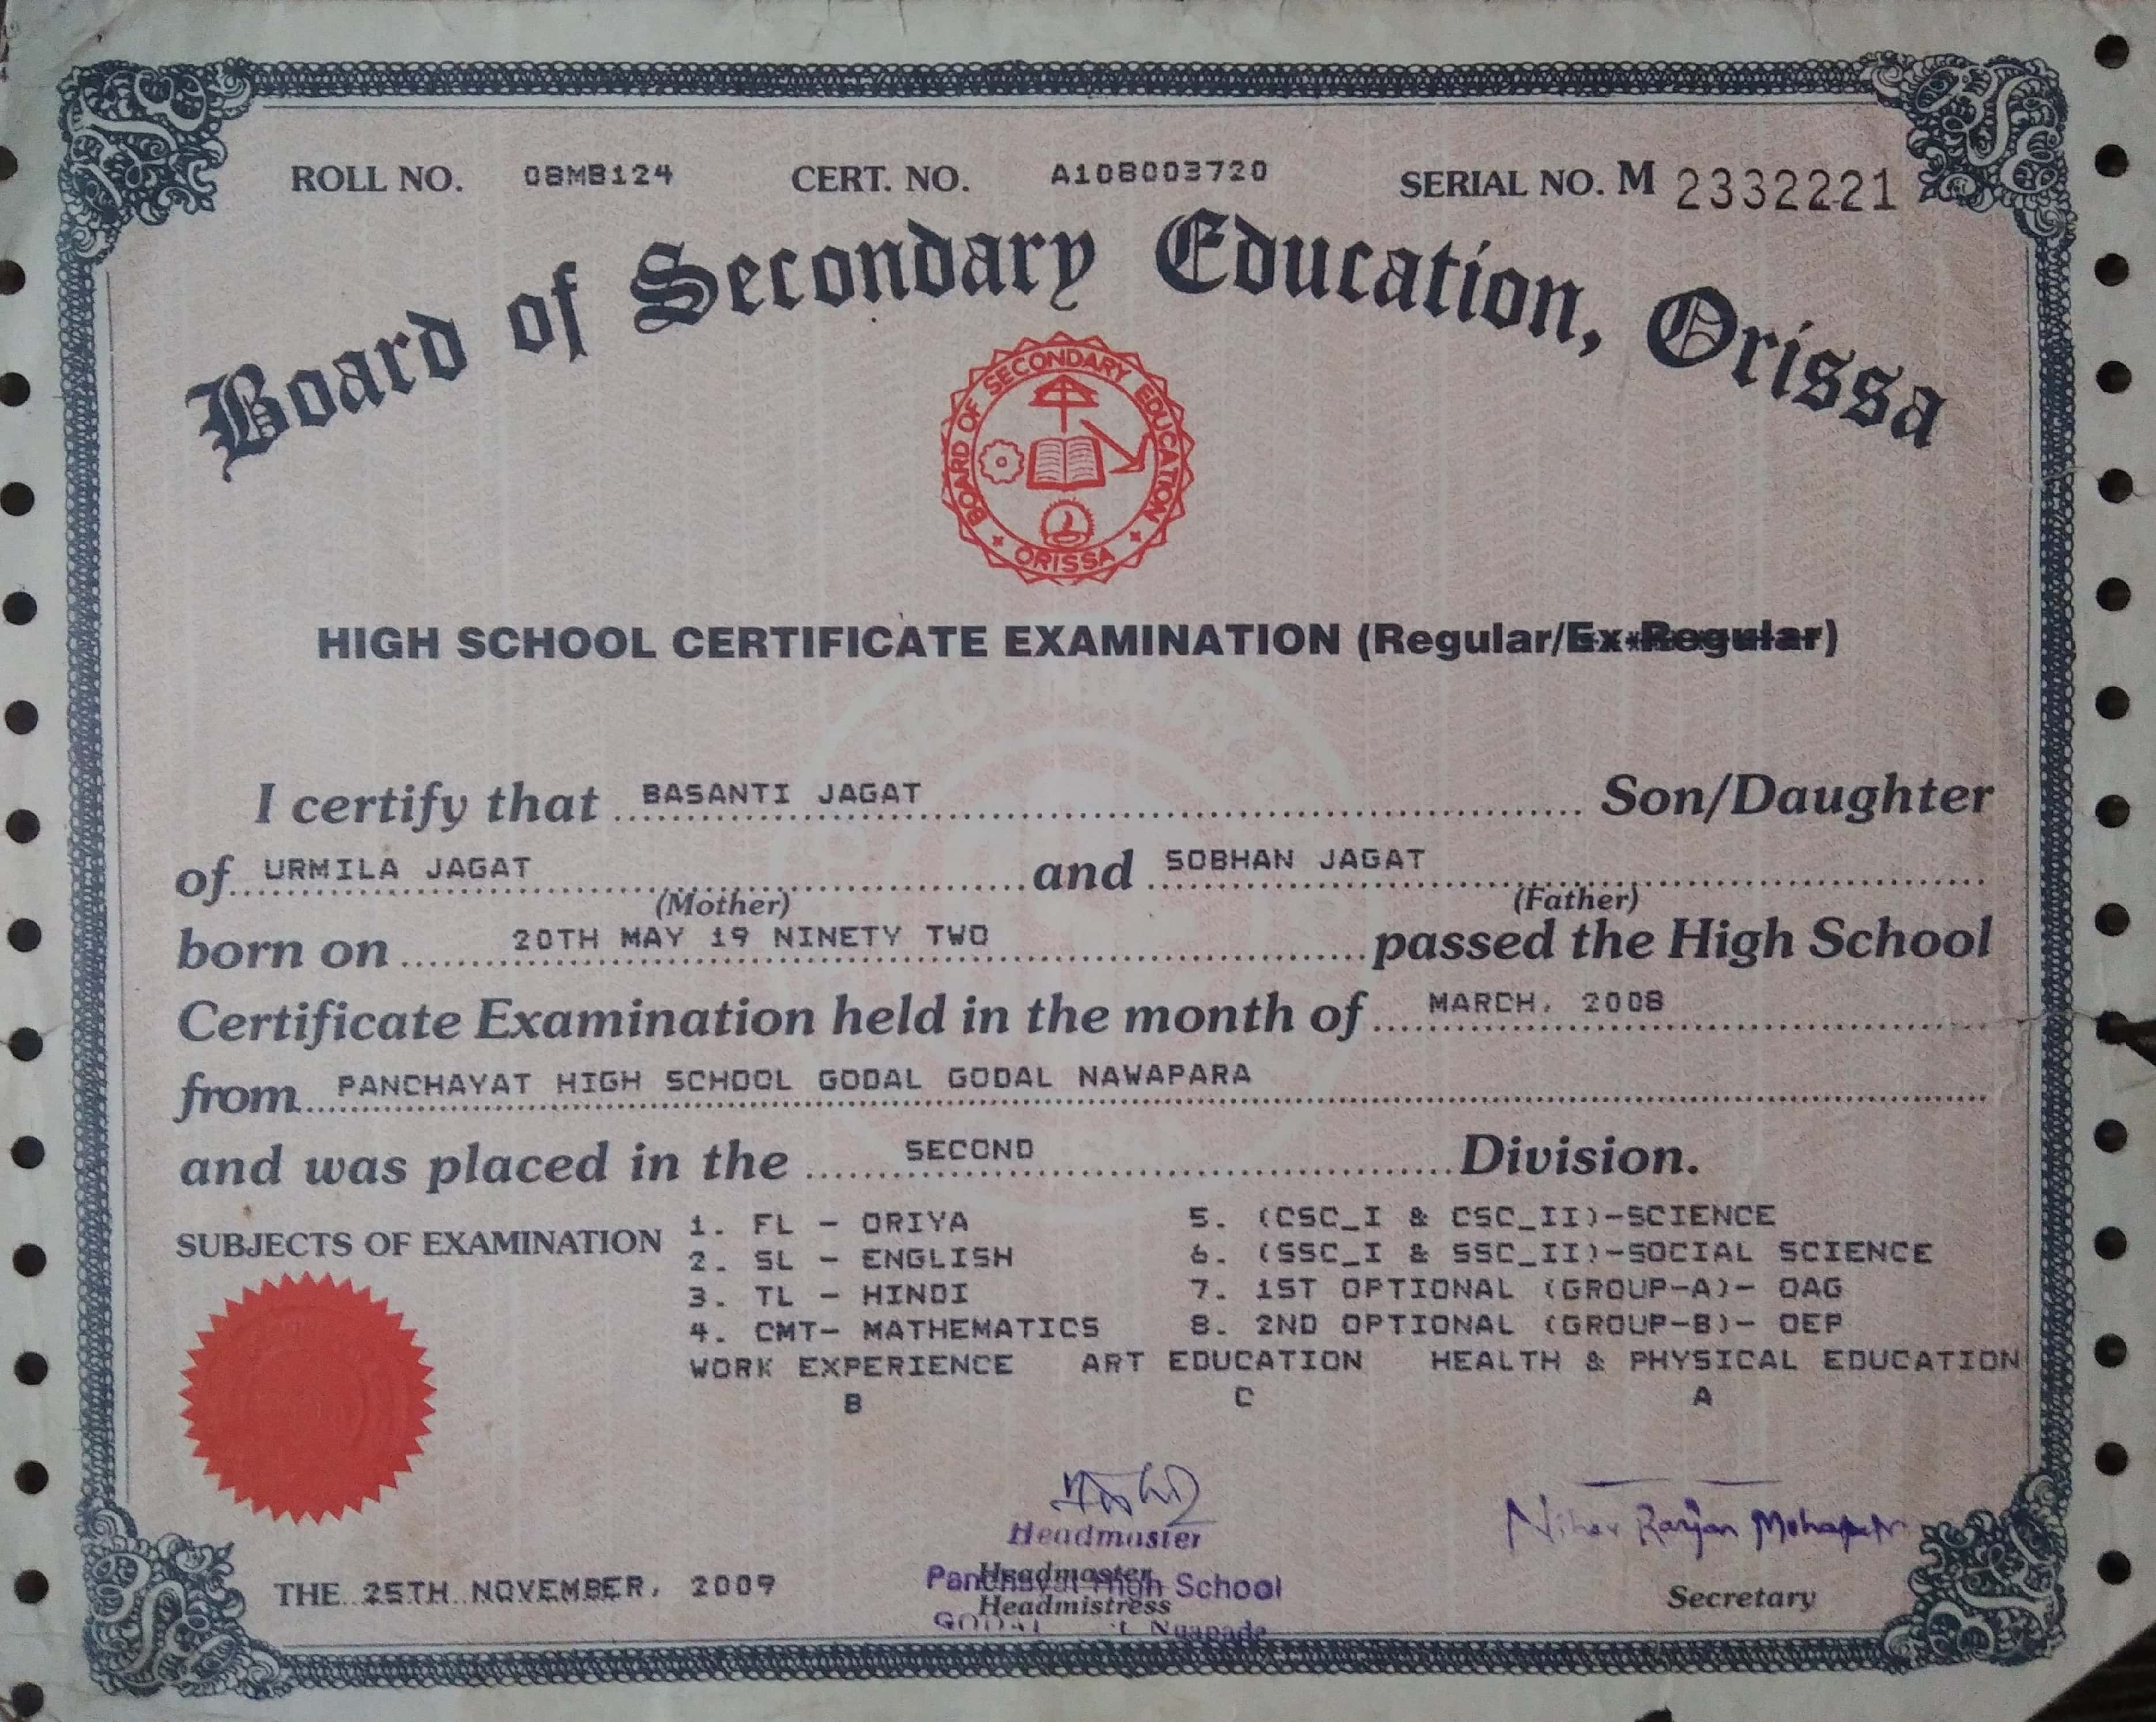 ROLL NO. 08MB124 CERT. NO. A108003720 SERIAL NO. M 2332221
Board of Secondary Education, Orissa
BOARD OF SECONDARY EDUCATION
ORISSA
HIGH SCHOOL CERTIFICATE EXAMINATION (Regular/Ex-Regular)
I certify that BASANTI JAGAT Son/Daughter
of URMILA JAGAT and SOBHAN JAGAT
(Mother) (Father)
born on 20TH MAY 19 NINETY TWO passed the High School
Certificate Examination held in the month of MARCH, 2008
from PANCHAYAT HIGH SCHOOL GODAL GODAL NAWAPARA
and was placed in the SECOND Division.
SUBJECTS OF EXAMINATION
1. FL - ORIYA 5. (CSC_I & CSC_II)-SCIENCE
2. SL - ENGLISH 6. (SSC_I & SSC_II)-SOCIAL SCIENCE
3. TL - HINDI 7. 1ST OPTIONAL (GROUP-A)- OAG
4. CMT- MATHEMATICS 8. 2ND OPTIONAL (GROUP-B)- OEP
WORK EXPERIENCE ART EDUCATION HEALTH & PHYSICAL EDUCATION
B C A
Nihar Ranjan Mohapatra
Headmaster
Headmaster
Panchayat High School
THE 25TH NOVEMBER, 2009
Headmistress
Secretary
GODAL Nuapada